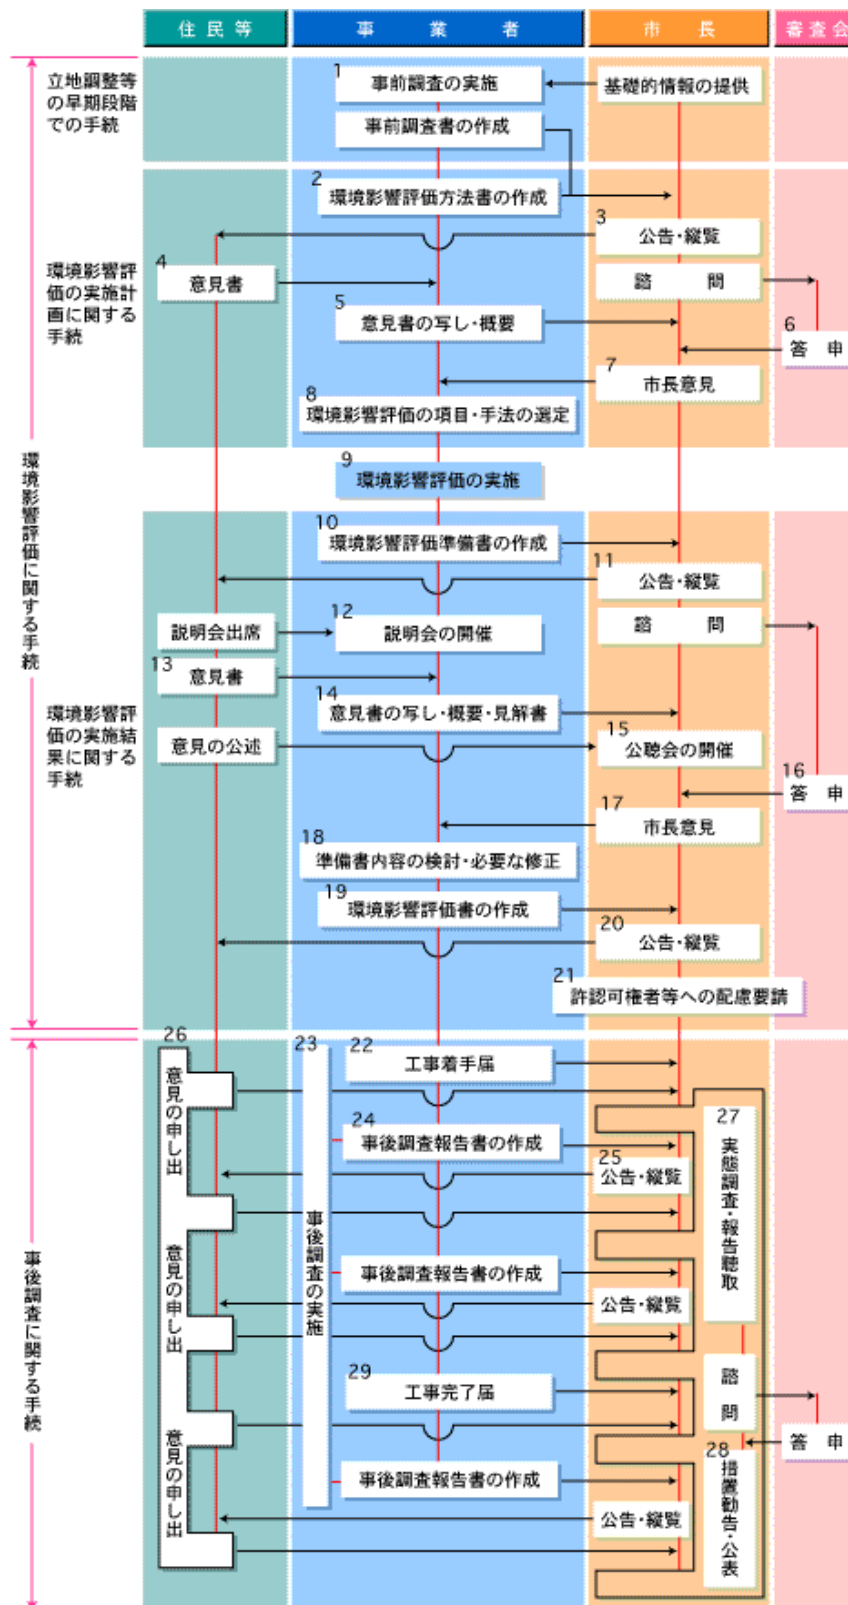 住民等
事業者
市長
審査会
立地調整等
の早期段階
での手続
1
事前調査の実施
基礎的情報の提供
事前調査書の作成
2
環境影響評価方法書の作成
3
公告・縦覧
環境影響評
価の実施計
画に関する
手続
4
意見書
諮問
5
意見書の写し・概要
6
答申
7
市長意見
8
環境影響評価の項目・手法の選定
環境影響評価に関する手続
9
環境影響評価の実施
10
環境影響評価準備書の作成
11
公告・縦覧
説明会出席
12
説明会の開催
諮問
13
意見書
環境影響評
価の実施結
果に関する
手続
14
意見書の写し・概要・見解書
意見の公述
15
公聴会の開催
16
答申
17
市長意見
18
準備書内容の検討・必要な修正
19
環境影響評価書の作成
20
公告・縦覧
21
許認可権者等への配慮要請
事後調査に関する手続
26
意見の申し出
意見の申し出
意見の申し出
23
事後調査の実施
22
工事着手届
24
事後調査報告書の作成
25
公告・縦覧
27
実態調査・報告聴取
事後調査報告書の作成
公告・縦覧
29
工事完了届
諮問
答申
28
措置勧告・公表
事後調査報告書の作成
公告・縦覧